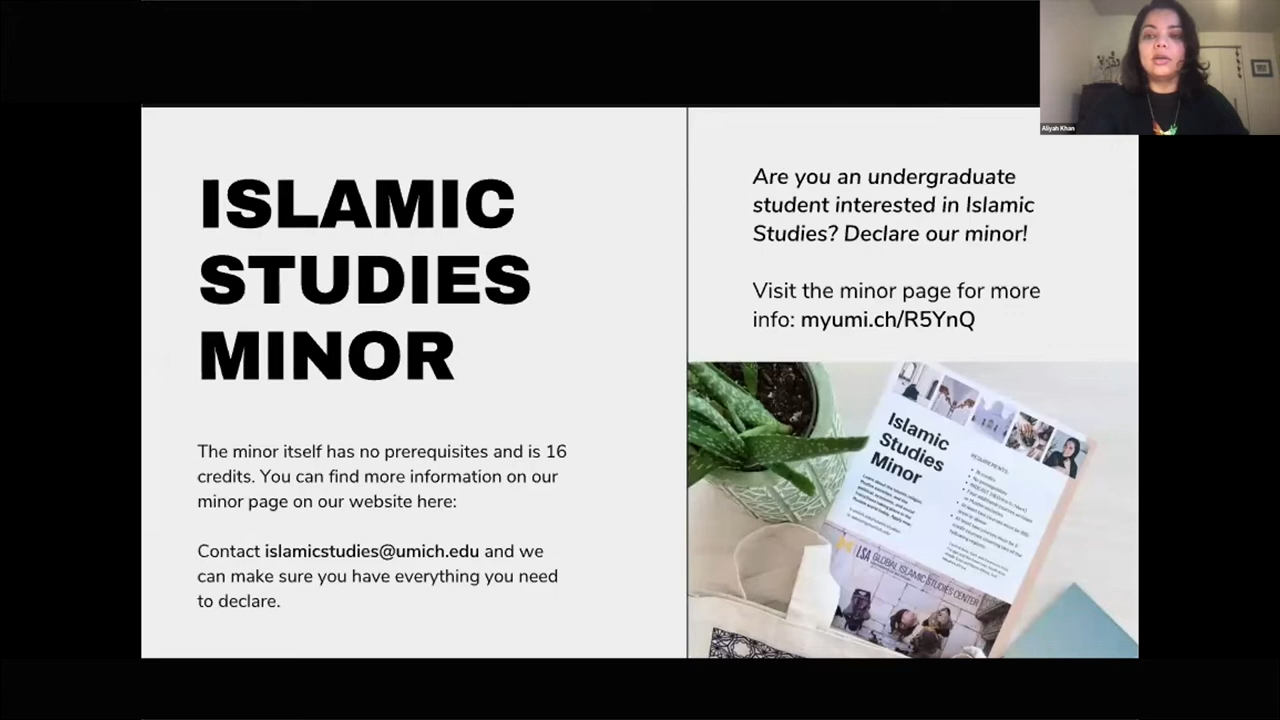 Aliyah Khan
ISLAMIC
STUDIES
MINOR
The minor itself has no prerequisites and is 16
credits. You can find more information on our
minor page on our website here:
Contact islamicstudies@umich.edu and we
can make sure you have everything you need
to declare.
Are you an undergraduate
student interested in Islamic
Studies? Declare our minor!
Visit the minor page for more
info: myumi.ch/R5YnQ
Islamic
Studies
Minor
REQUIREMENTS:
LSA GLOBAL ISLAMIC STUDIES CENTER